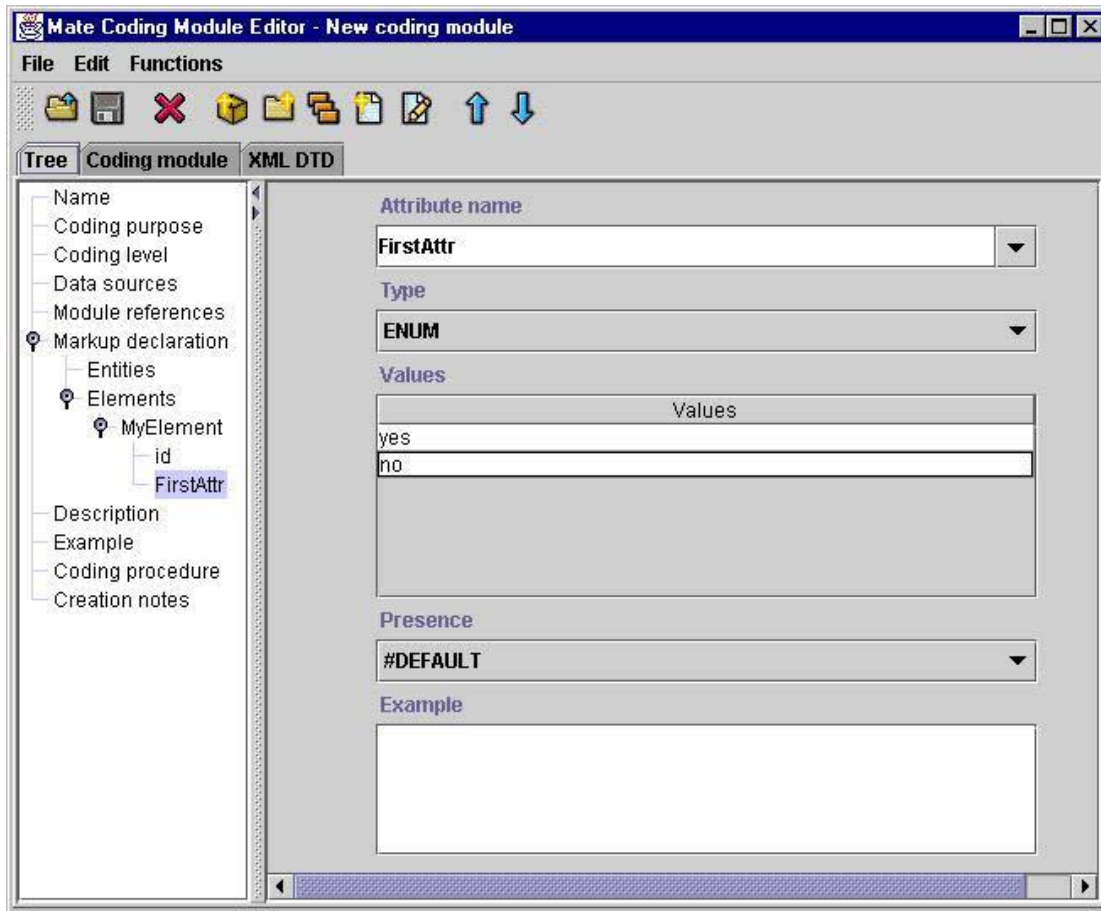 Mate Coding Module Editor - New coding module
File Edit Functions
Tree Coding module XML DTD
Name
Coding purpose
Coding level
Data sources
Module references
Markup declaration
Entities
Elements
MyElement
id
FirstAttr
Description
Example
Coding procedure
Creation notes
Attribute name
FirstAttr
Type
ENUM
Values
Values
yes
no
Presence
#DEFAULT
Example